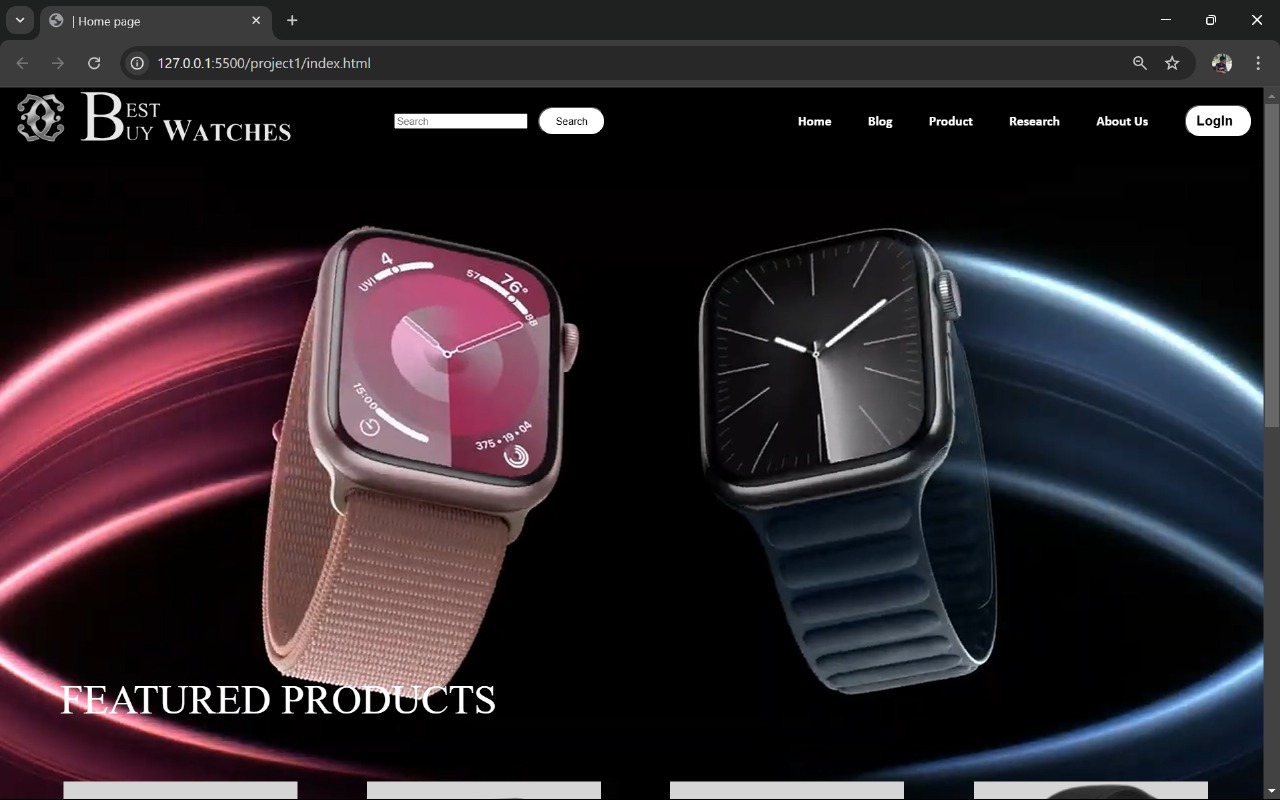 | Home page
127.0.0.1:5500/project1/index.html
BEST
BUY WATCHES
Search
Search
Home
Blog
Product
Research
About Us
LogIn
4
UVI
57
76°
88
15:00
375 • 19 • 04
FEATURED PRODUCTS